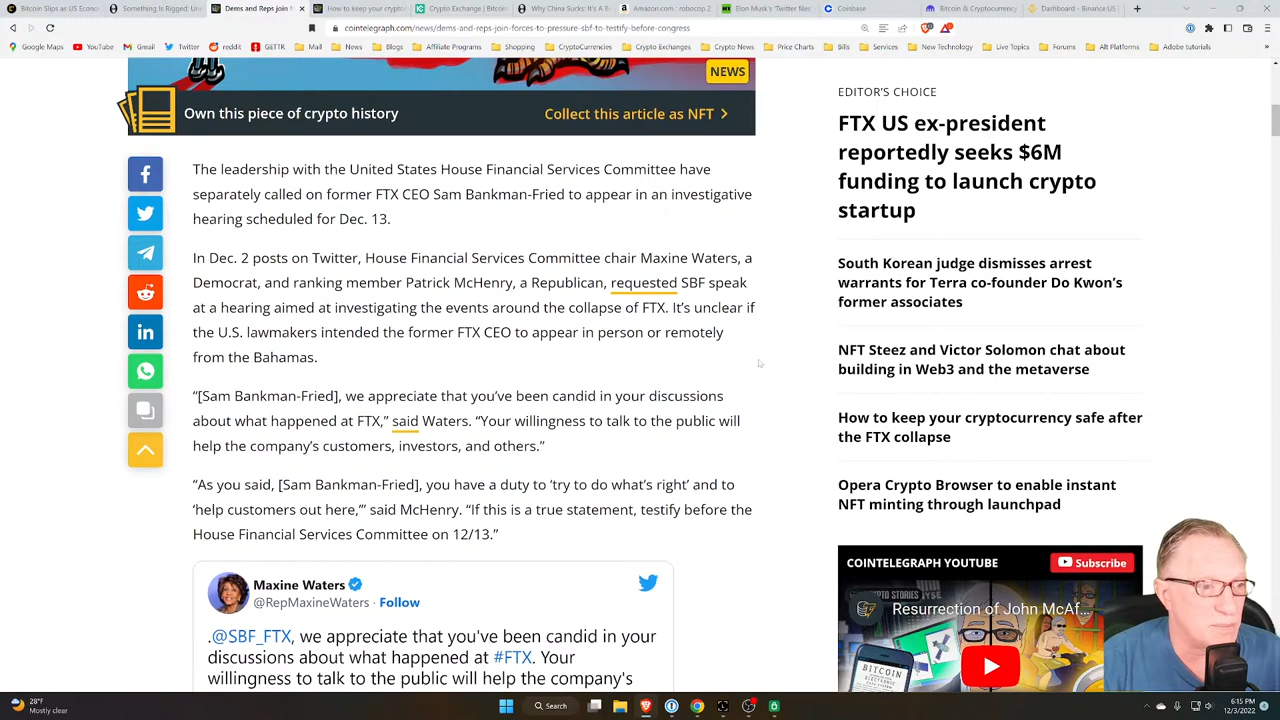 Bitcoin Slips as US Econom
Something Is Rigged: Un
Dems and Reps join for
How to keep your crypto
Crypto Exchange | Bitcoin
Why China Sucks: It's A B
Amazon.com : robocop 2
Elon Musk's 'Twitter files
Coinbase
Bitcoin & Cryptocurrency
Dashboard - Binance US
cointelegraph.com/news/dems-and-reps-join-forces-to-pressure-sbf-to-testify-before-congress
Google Maps
YouTube
Gmail
Twitter
reddit
GETTR
Mail
News
Blogs
Affiliate Programs
Shopping
CryptoCurrencies
Crypto Exchanges
Crypto News
Price Charts
Bills
Services
New Technology
Live Topics
Forums
Alt Platforms
Adobe tutorials
NEWS
Own this piece of crypto history
Collect this article as NFT
The leadership with the United States House Financial Services Committee have
separately called on former FTX CEO Sam Bankman-Fried to appear in an investigative
hearing scheduled for Dec. 13.
In Dec. 2 posts on Twitter, House Financial Services Committee chair Maxine Waters, a
Democrat, and ranking member Patrick McHenry, a Republican, requested SBF speak
at a hearing aimed at investigating the events around the collapse of FTX. It's unclear if
the U.S. lawmakers intended the former FTX CEO to appear in person or remotely
from the Bahamas.
“[Sam Bankman-Fried], we appreciate that you've been candid in your discussions
about what happened at FTX,” said Waters. “Your willingness to talk to the public will
help the company's customers, investors, and others.”
“As you said, [Sam Bankman-Fried], you have a duty to ‘try to do what's right’ and to
‘help customers out here,’” said McHenry. “If this is a true statement, testify before the
House Financial Services Committee on 12/13.”
Maxine Waters
@RepMaxineWaters · Follow
.@SBF_FTX, we appreciate that you've been candid in your
discussions about what happened at #FTX. Your
willingness to talk to the public will help the company's
EDITOR'S CHOICE
FTX US ex-president
reportedly seeks $6M
funding to launch crypto
startup
South Korean judge dismisses arrest
warrants for Terra co-founder Do Kwon's
former associates
NFT Steez and Victor Solomon chat about
building in Web3 and the metaverse
How to keep your cryptocurrency safe after
the FTX collapse
Opera Crypto Browser to enable instant
NFT minting through launchpad
COINTELEGRAPH YOUTUBE
Subscribe
CRYPTO STORIES
Resurrection of John McAf...
BITCOIN
28°F
Mostly clear
Search
6:15 PM
12/3/2022